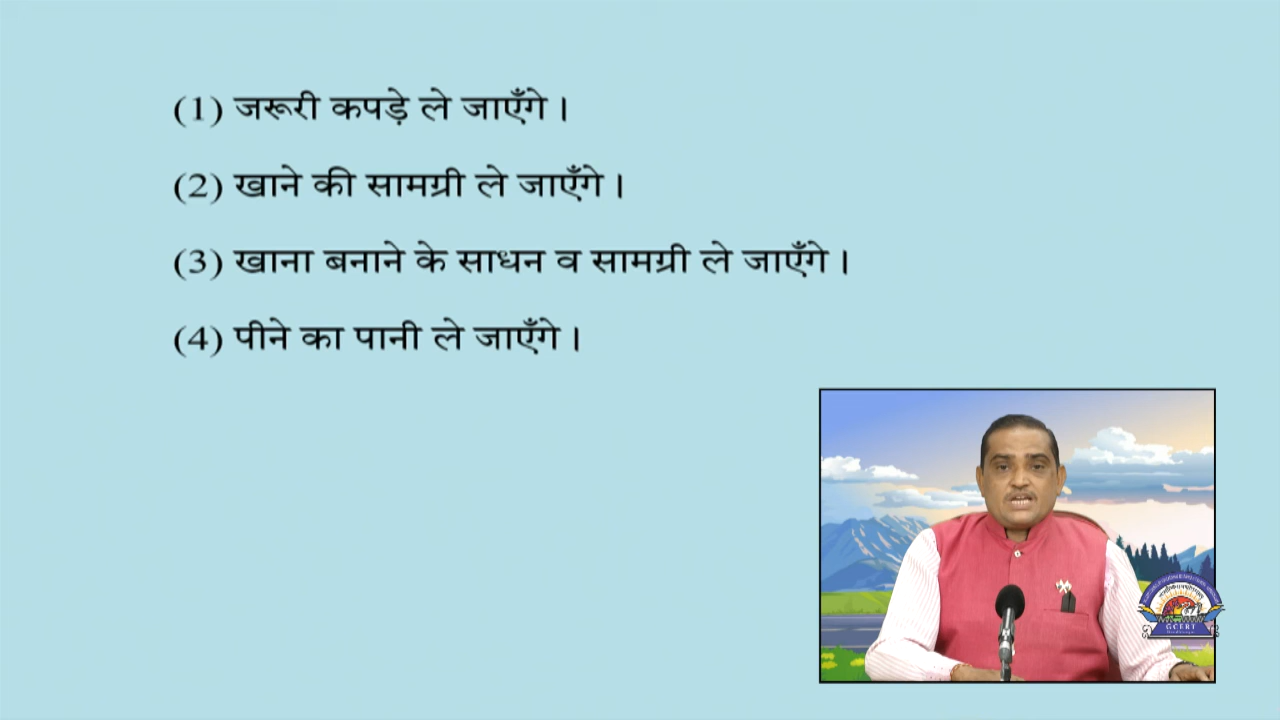 (1) जरूरी कपड़े ले जाएँगे।
(2) खाने की सामग्री ले जाएँगे।
(3) खाना बनाने के साधन व सामग्री ले जाएँगे।
(4) पीने का पानी ले जाएँगे।
GCERT